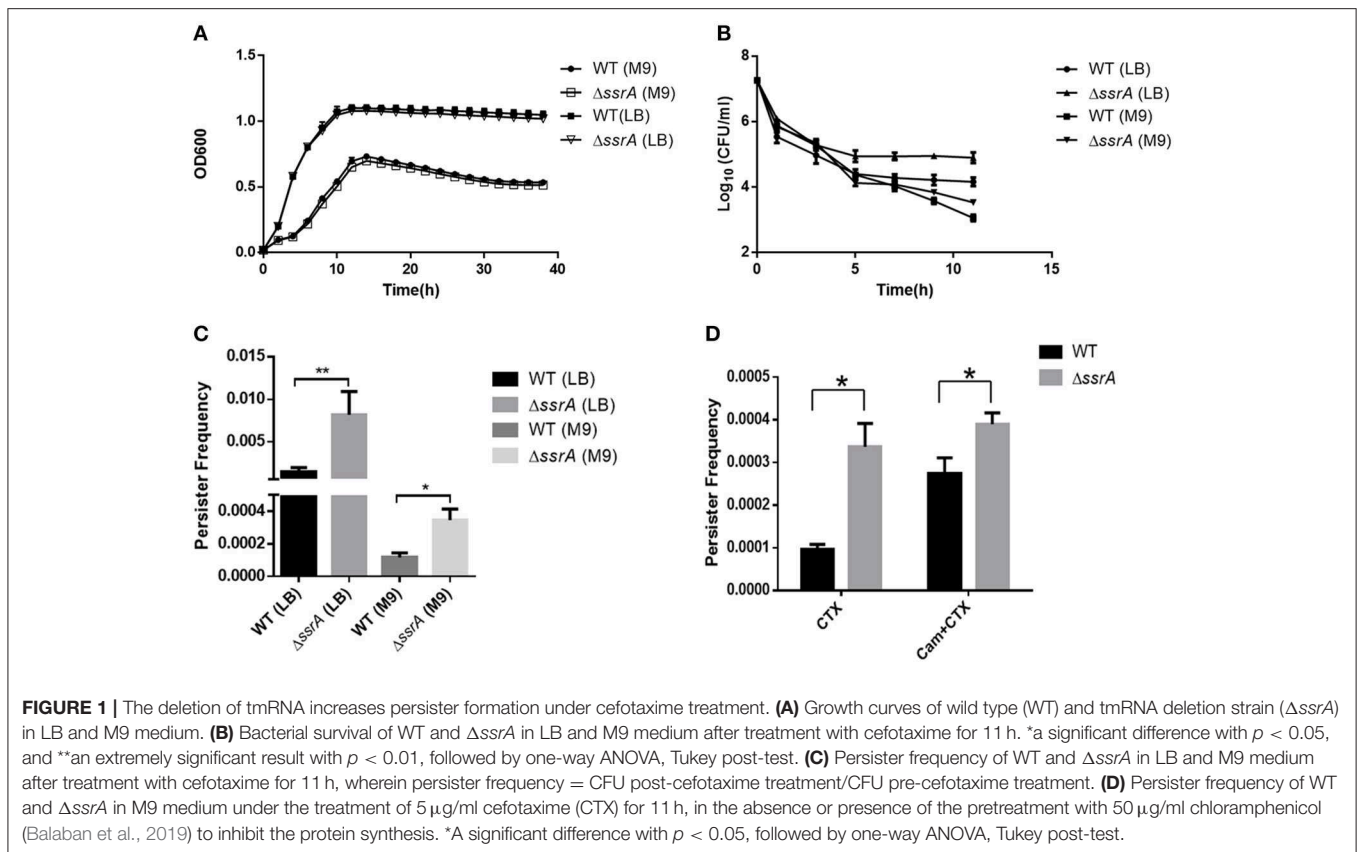 A
1.5
1.0
0.5
0.0
OD600
0
10
20
30
40
Time(h)
WT (M9)
ΔssrA (M9)
WT(LB)
ΔssrA (LB)
B
8
6
4
2
Log10 (CFU/ml)
0
5
10
15
Time(h)
WT (LB)
ΔssrA (LB)
WT (M9)
ΔssrA (M9)
C
0.015
0.010
0.005
0.0004
0.0002
0.0000
Persister Frequency
**
*
WT (LB)
ΔssrA (LB)
WT (M9)
ΔssrA (M9)
WT (LB)
ΔssrA (LB)
WT (M9)
ΔssrA (M9)
D
0.0005
0.0004
0.0003
0.0002
0.0001
0.0000
Persister Frequency
*
*
CTX
Cam+CTX
WT
ΔssrA
FIGURE 1 | The deletion of tmRNA increases persister formation under cefotaxime treatment. (A) Growth curves of wild type (WT) and tmRNA deletion strain (ΔssrA)
in LB and M9 medium. (B) Bacterial survival of WT and ΔssrA in LB and M9 medium after treatment with cefotaxime for 11 h. *a significant difference with p < 0.05,
and **an extremely significant result with p < 0.01, followed by one-way ANOVA, Tukey post-test. (C) Persister frequency of WT and ΔssrA in LB and M9 medium
after treatment with cefotaxime for 11 h, wherein persister frequency = CFU post-cefotaxime treatment/CFU pre-cefotaxime treatment. (D) Persister frequency of WT
and ΔssrA in M9 medium under the treatment of 5 μg/ml cefotaxime (CTX) for 11 h, in the absence or presence of the pretreatment with 50 μg/ml chloramphenicol
(Balaban et al., 2019) to inhibit the protein synthesis. *A significant difference with p < 0.05, followed by one-way ANOVA, Tukey post-test.